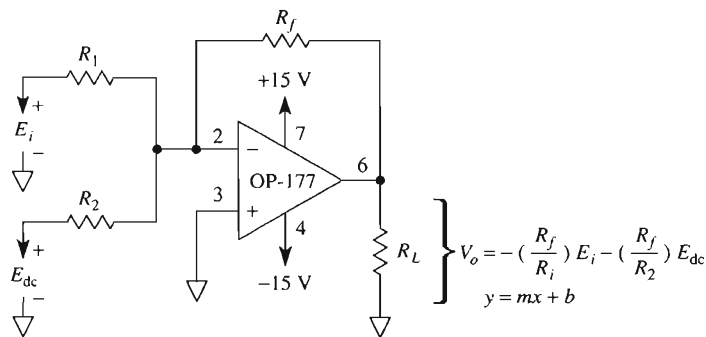 R_f
R_1
+15 V
+
E_i
−
2
−
7
6
OP-177
R_2
3
+
4
+
E_dc
−
−15 V
R_L
V_o = −(R_f/R_i) E_i − (R_f/R_2) E_dc
y = mx + b